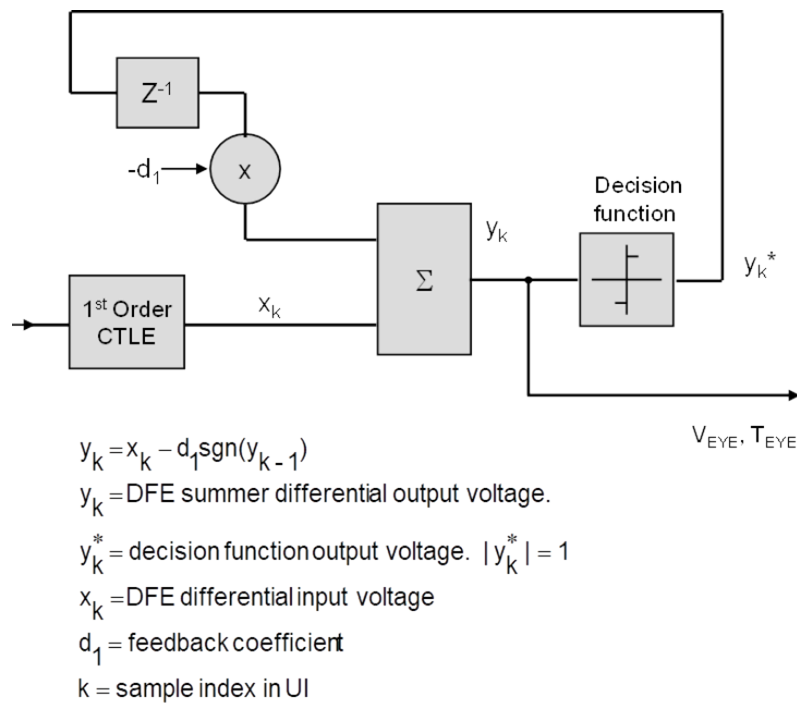 Z⁻¹
-d₁
x
Decision
function
Σ
yₖ
yₖ*
1ˢᵗ Order
CTLE
xₖ
V_EYE, T_EYE
yₖ = xₖ − d₁sgn(yₖ₋₁)
yₖ = DFE summer differential output voltage.
yₖ* = decision function output voltage. |yₖ*| = 1
xₖ = DFE differential input voltage
d₁ = feedback coefficient
k = sample index in UI